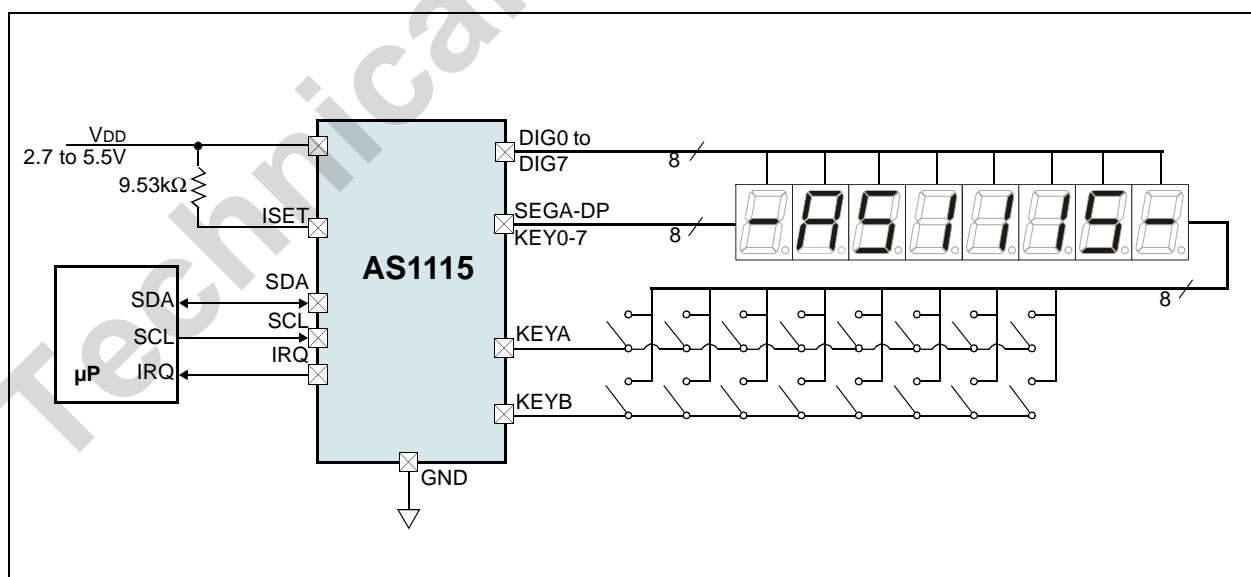 Technical
VDD
2.7 to 5.5V
9.53kΩ
ISET
AS1115
DIG0 to
DIG7
8
SEGA-DP
KEY0-7
8
-AS1115-
8
SDA
SCL
IRQ
µP
SDA
SCL
IRQ
KEYA
KEYB
GND